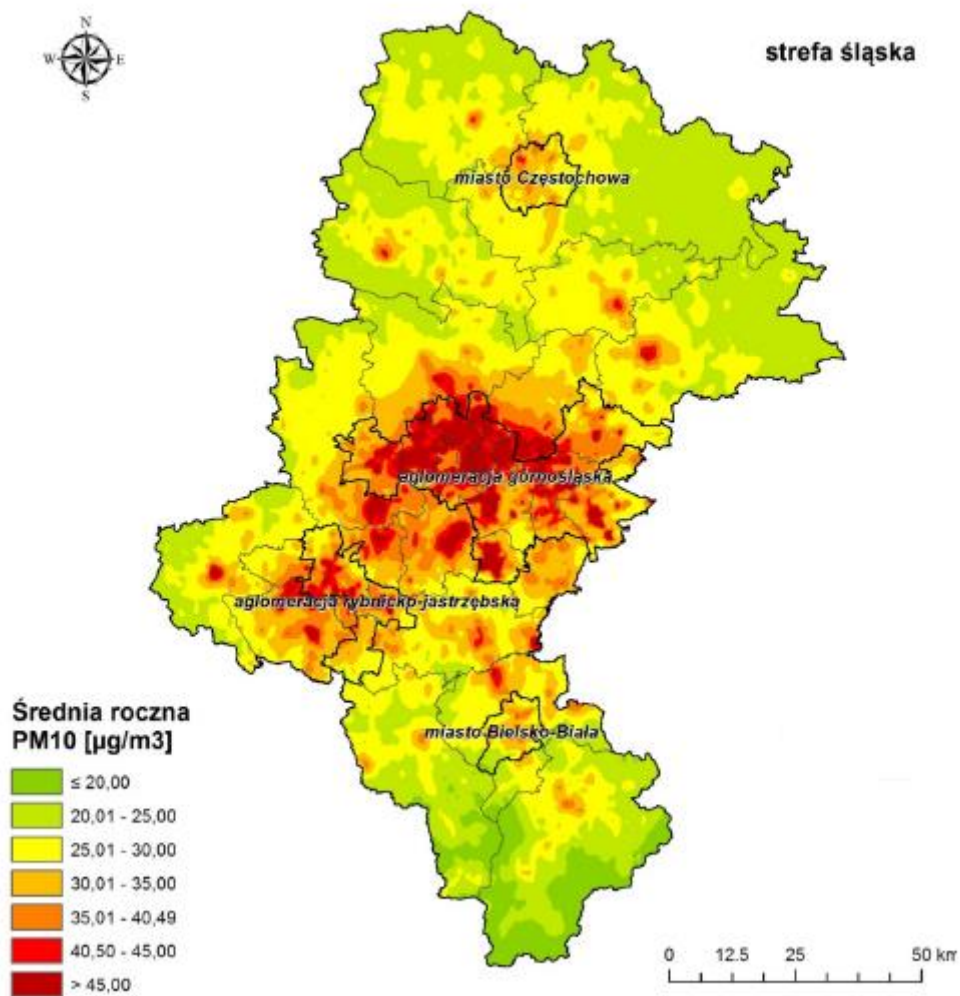 N
W E
S
strefa śląska
miasto Częstochowa
aglomeracja górnośląska
aglomeracja rybnicko-jastrzębska
miasto Bielsko-Biała
Średnia roczna
PM10 [µg/m3]
≤ 20,00
20,01 - 25,00
25,01 - 30,00
30,01 - 35,00
35,01 - 40,49
40,50 - 45,00
> 45,00
0 12.5 25 50 km